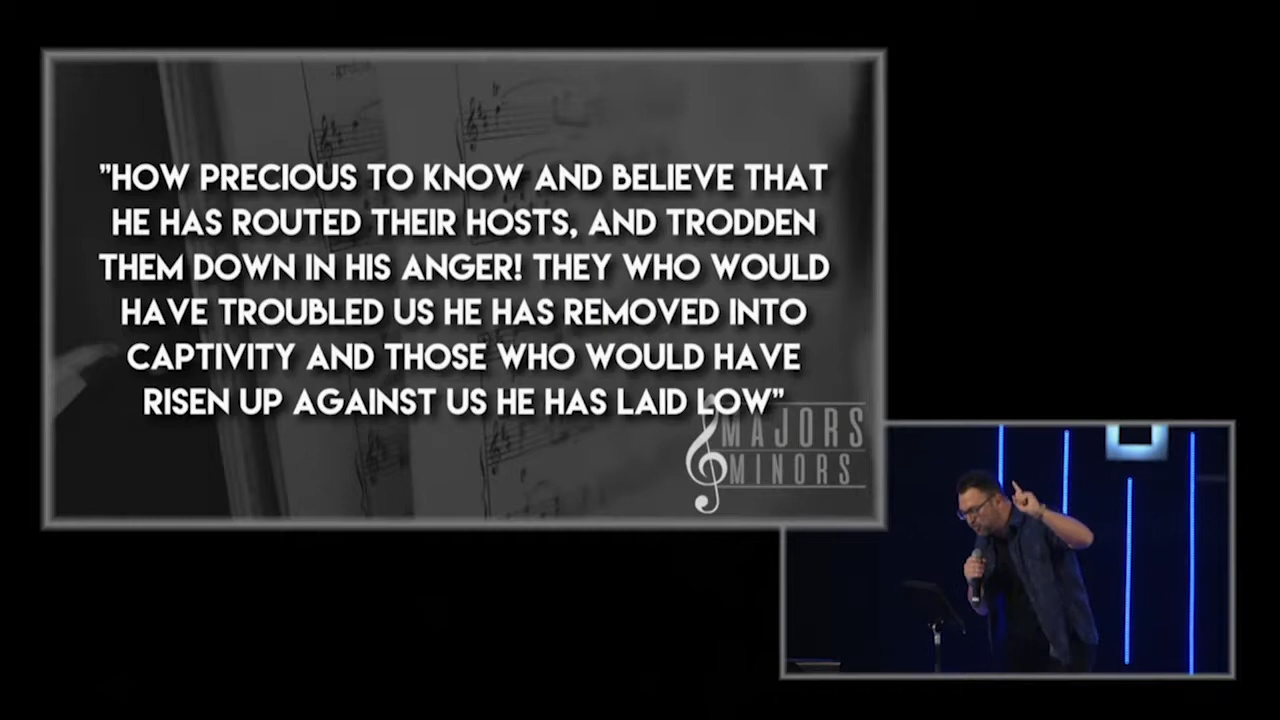 "HOW PRECIOUS TO KNOW AND BELIEVE THAT
HE HAS ROUTED THEIR HOSTS, AND TRODDEN
THEM DOWN IN HIS ANGER! THEY WHO WOULD
HAVE TROUBLED US HE HAS REMOVED INTO
CAPTIVITY AND THOSE WHO WOULD HAVE
RISEN UP AGAINST US HE HAS LAID LOW”
MAJORS
MINORS